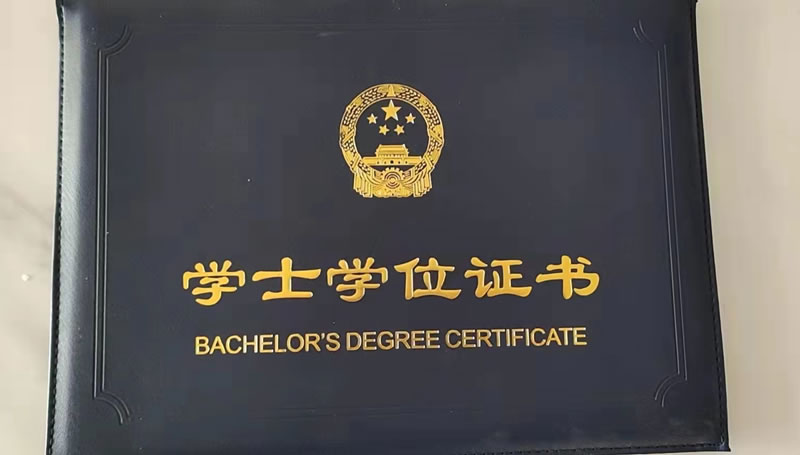 学士学位证书
BACHELOR'S DEGREE CERTIFICATE